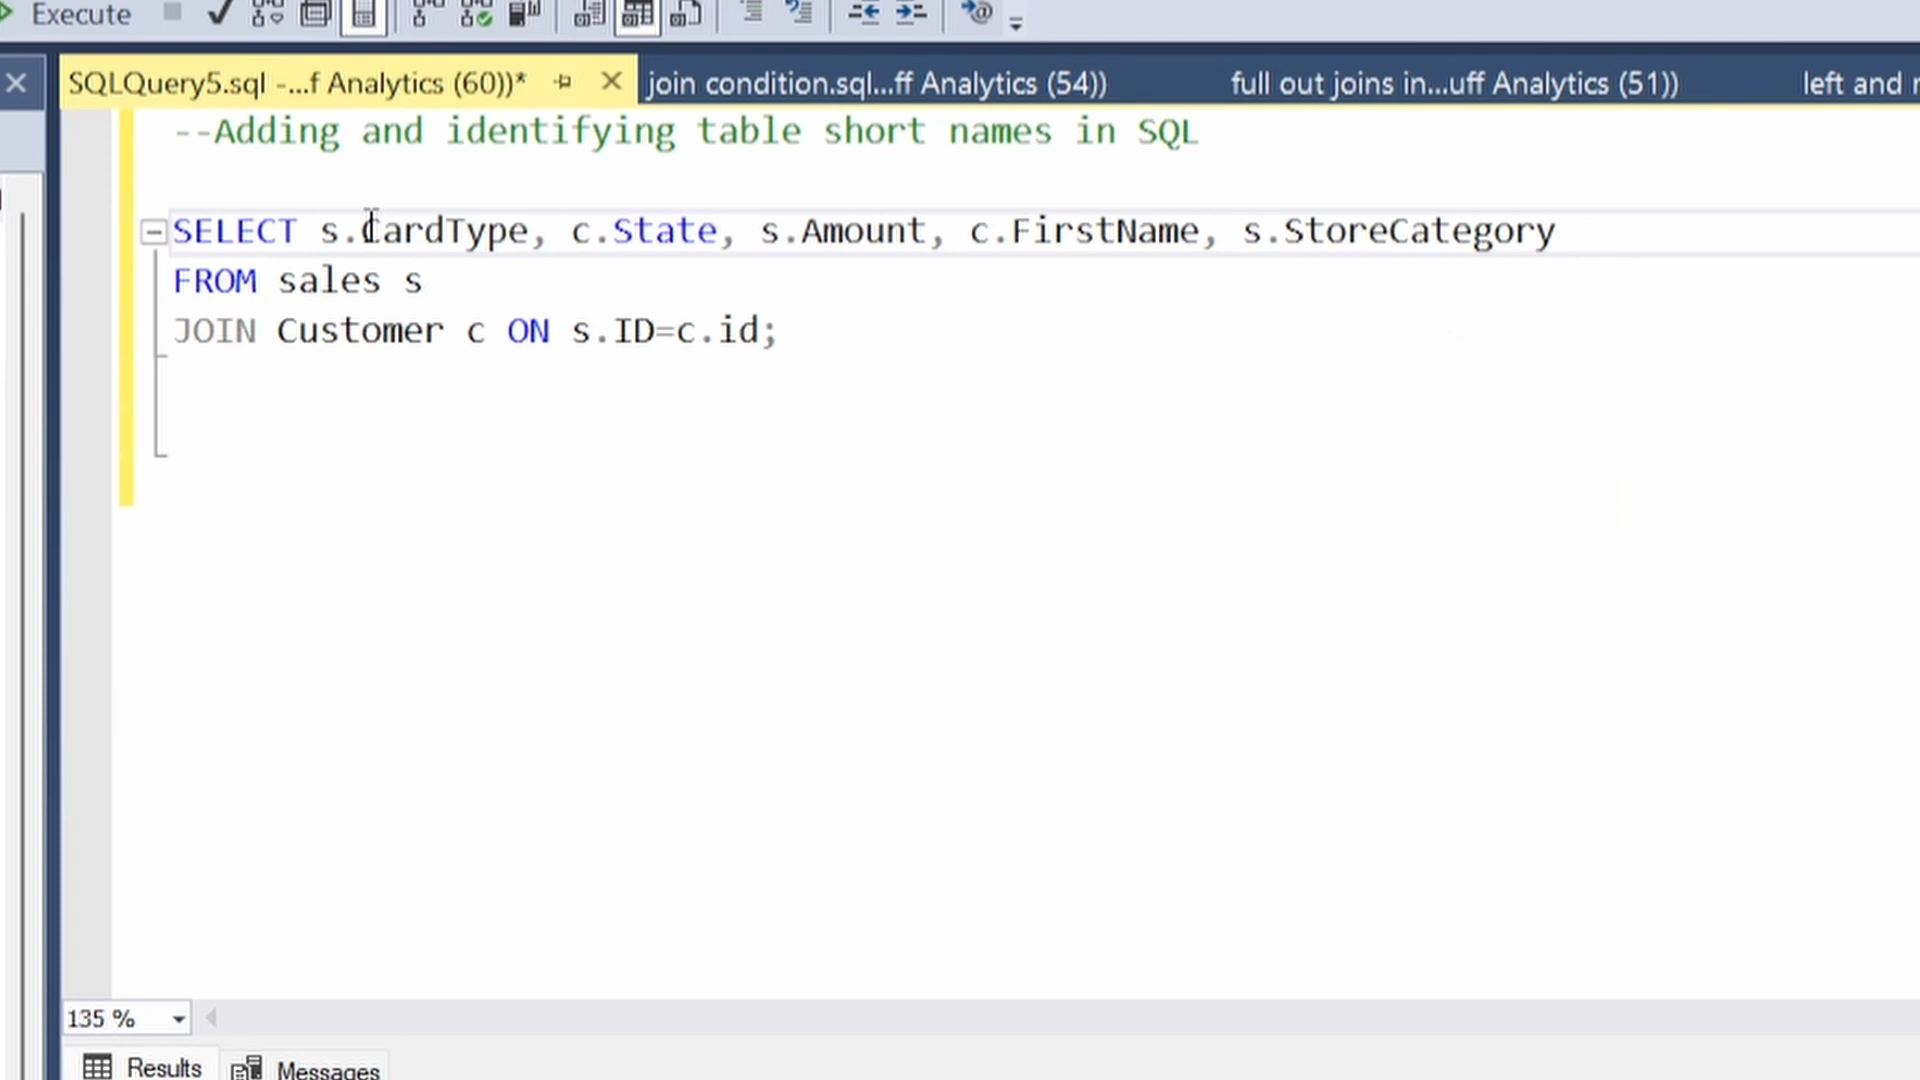 Execute
SQLQuery5.sql -...f Analytics (60))*
join condition.sql...ff Analytics (54))
full out joins in...uff Analytics (51))
left and
--Adding and identifying table short names in SQL
SELECT s.CardType, c.State, s.Amount, c.FirstName, s.StoreCategory
FROM sales s
JOIN Customer c ON s.ID=c.id;
135 %
Results
Messages